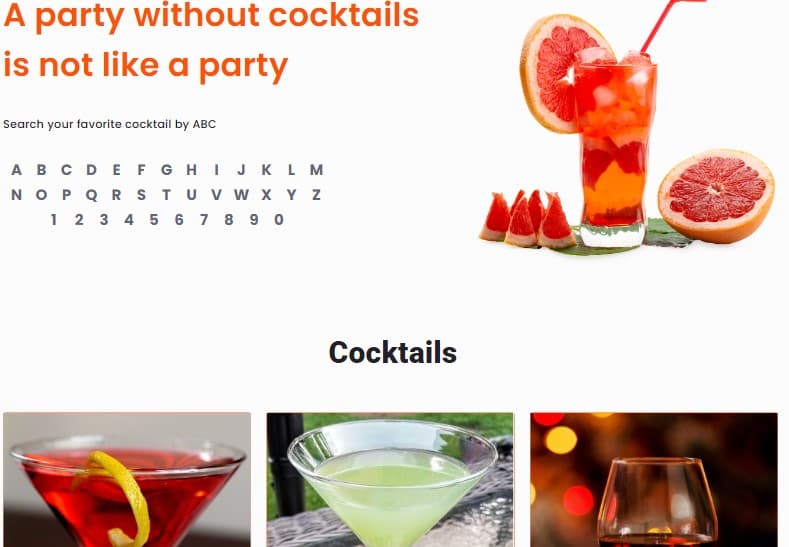 A party without cocktails
is not like a party
Search your favorite cocktail by ABC
A B C D E F G H I J K L M
N O P Q R S T U V W X Y Z
1 2 3 4 5 6 7 8 9 0
Cocktails